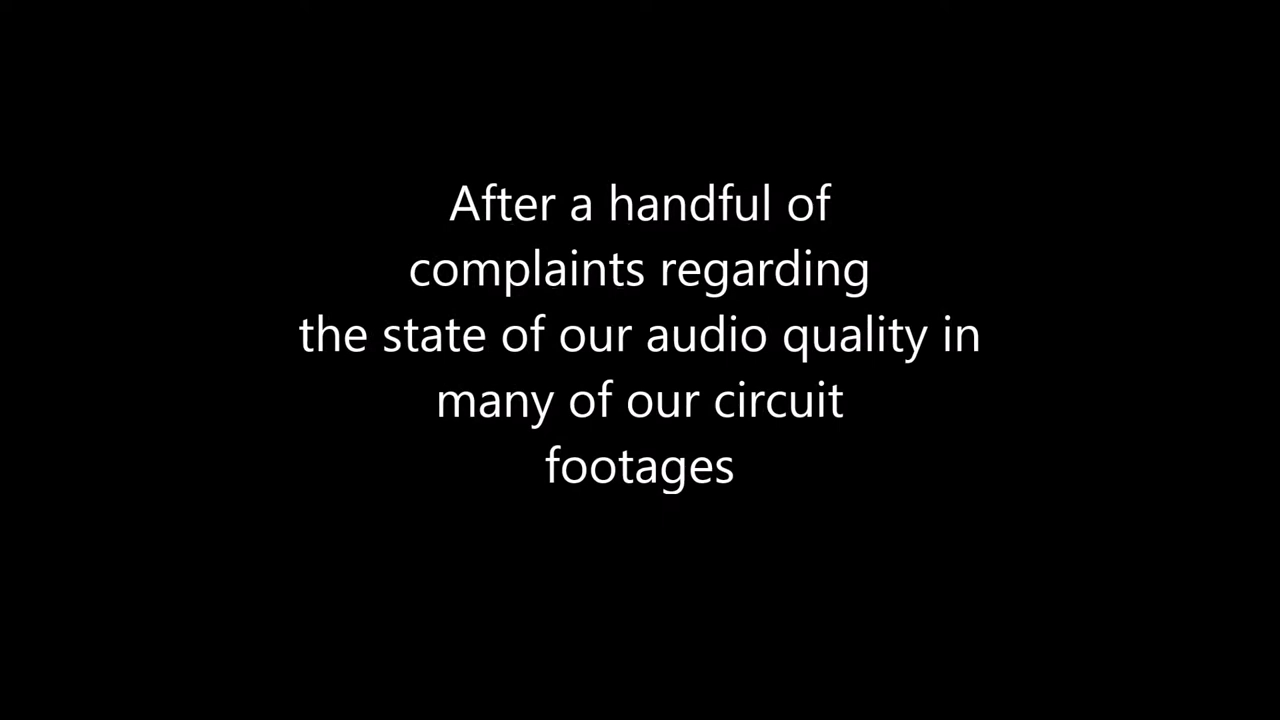 After a handful of
complaints regarding
the state of our audio quality in
many of our circuit
footages